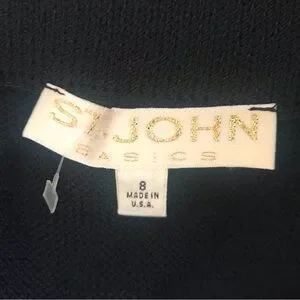 ST. JOHN
BASICS
8
MADE IN
U.S.A.